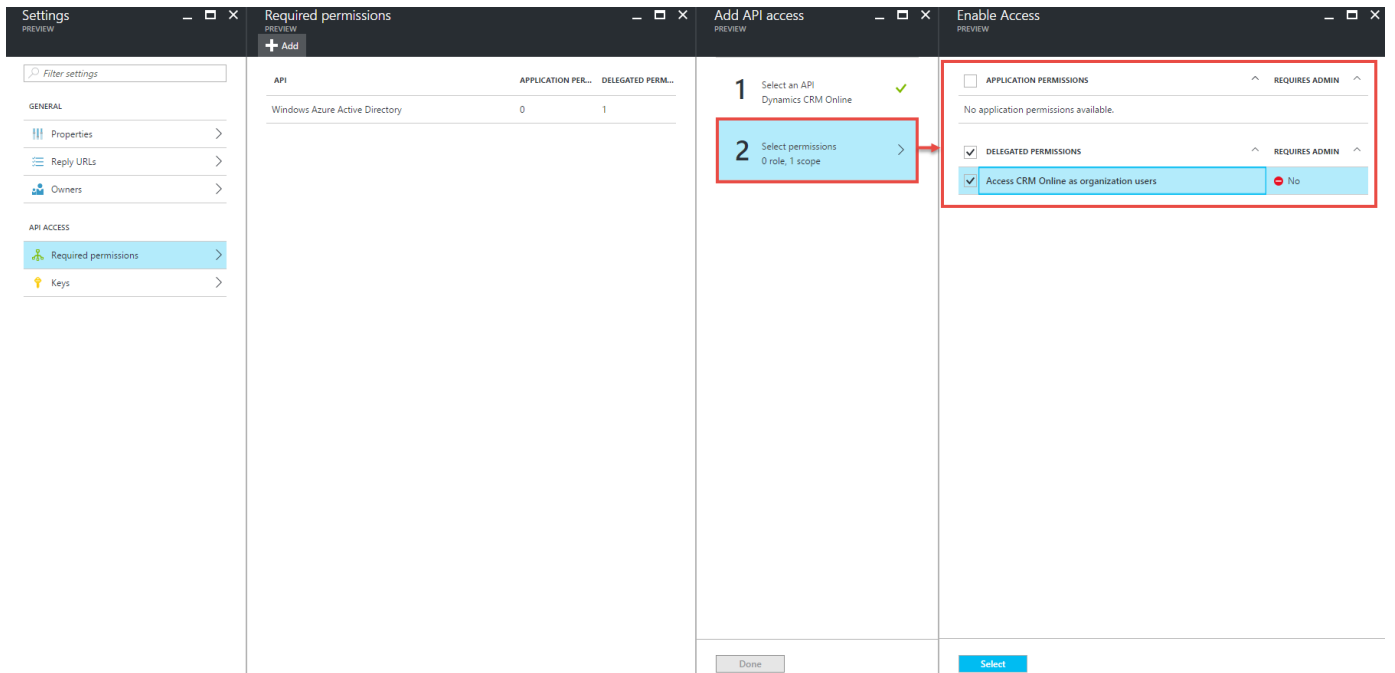 Settings
PREVIEW
Filter settings
GENERAL
Properties
Reply URLs
Owners
API ACCESS
Required permissions
Keys
Required permissions
PREVIEW
Add
API APPLICATION PER... DELEGATED PERM...
Windows Azure Active Directory 0 1
Add API access
PREVIEW
1 Select an API
Dynamics CRM Online
2 Select permissions
0 role, 1 scope
Done
Enable Access
PREVIEW
APPLICATION PERMISSIONS REQUIRES ADMIN
No application permissions available.
DELEGATED PERMISSIONS REQUIRES ADMIN
Access CRM Online as organization users No
Select